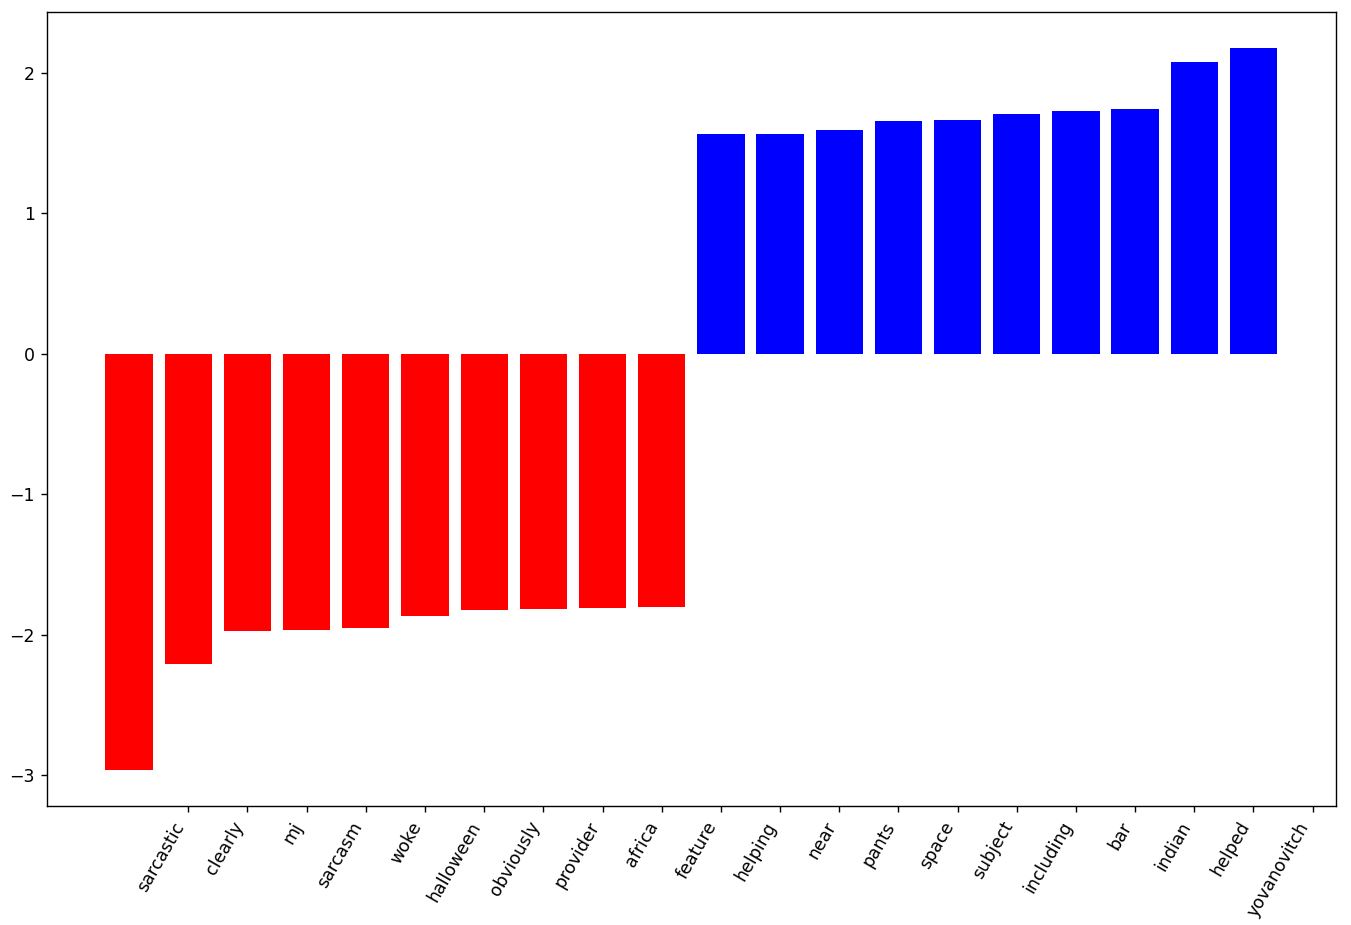 2
1
0
−1
−2
−3
sarcastic
clearly
mj
sarcasm
woke
halloween
obviously
provider
africa
feature
helping
near
pants
space
subject
including
bar
indian
helped
yovanovitch